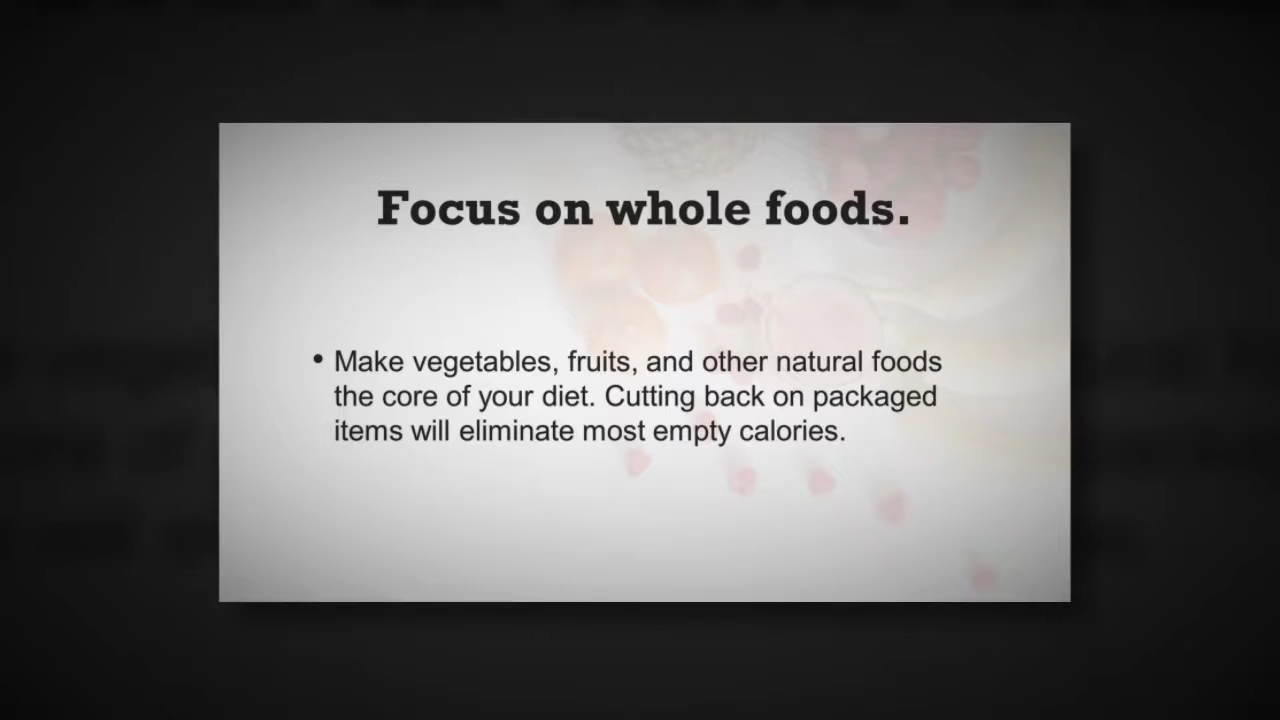 Focus on whole foods.
• Make vegetables, fruits, and other natural foods
the core of your diet. Cutting back on packaged
items will eliminate most empty calories.